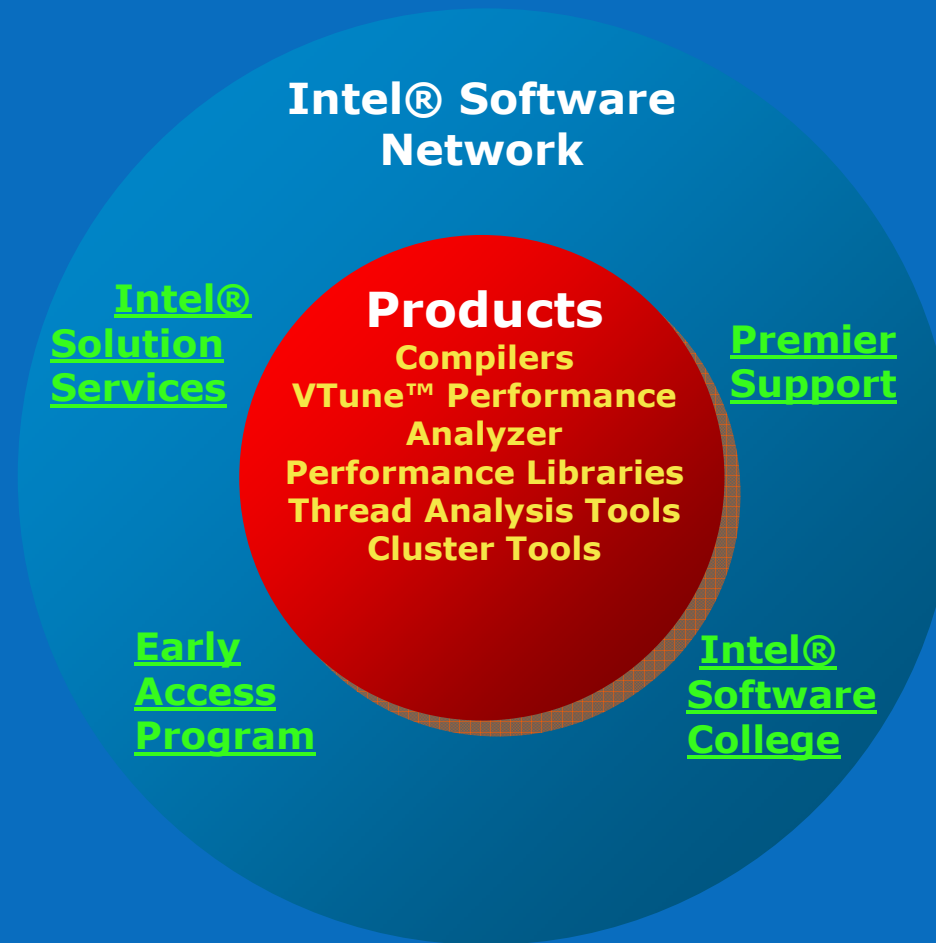 Intel® Software
Network
Intel®
Solution
Services
Products
Compilers
VTune™ Performance
Analyzer
Performance Libraries
Thread Analysis Tools
Cluster Tools
Premier
Support
Early
Access
Program
Intel®
Software
College